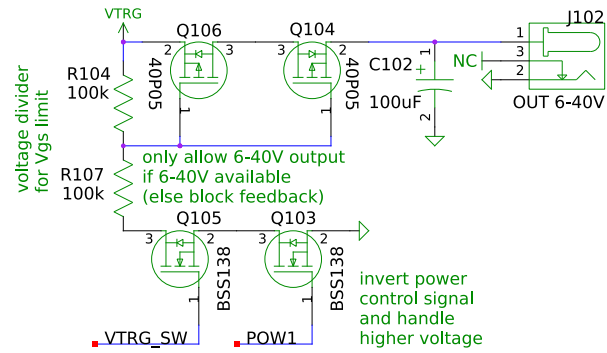 VTRG
Q106
Q104
J102
2
3
3
2
1
1
3
NC
2
C102
+
100uF
2
OUT 6-40V
R104
100k
40P05
40P05
1
1
voltage divider
for Vgs limit
R107
100k
only allow 6-40V output
if 6-40V available
(else block feedback)
Q105
Q103
3
2
3
2
BSS138
BSS138
1
1
invert power
control signal
and handle
higher voltage
VTRG_SW
POW1